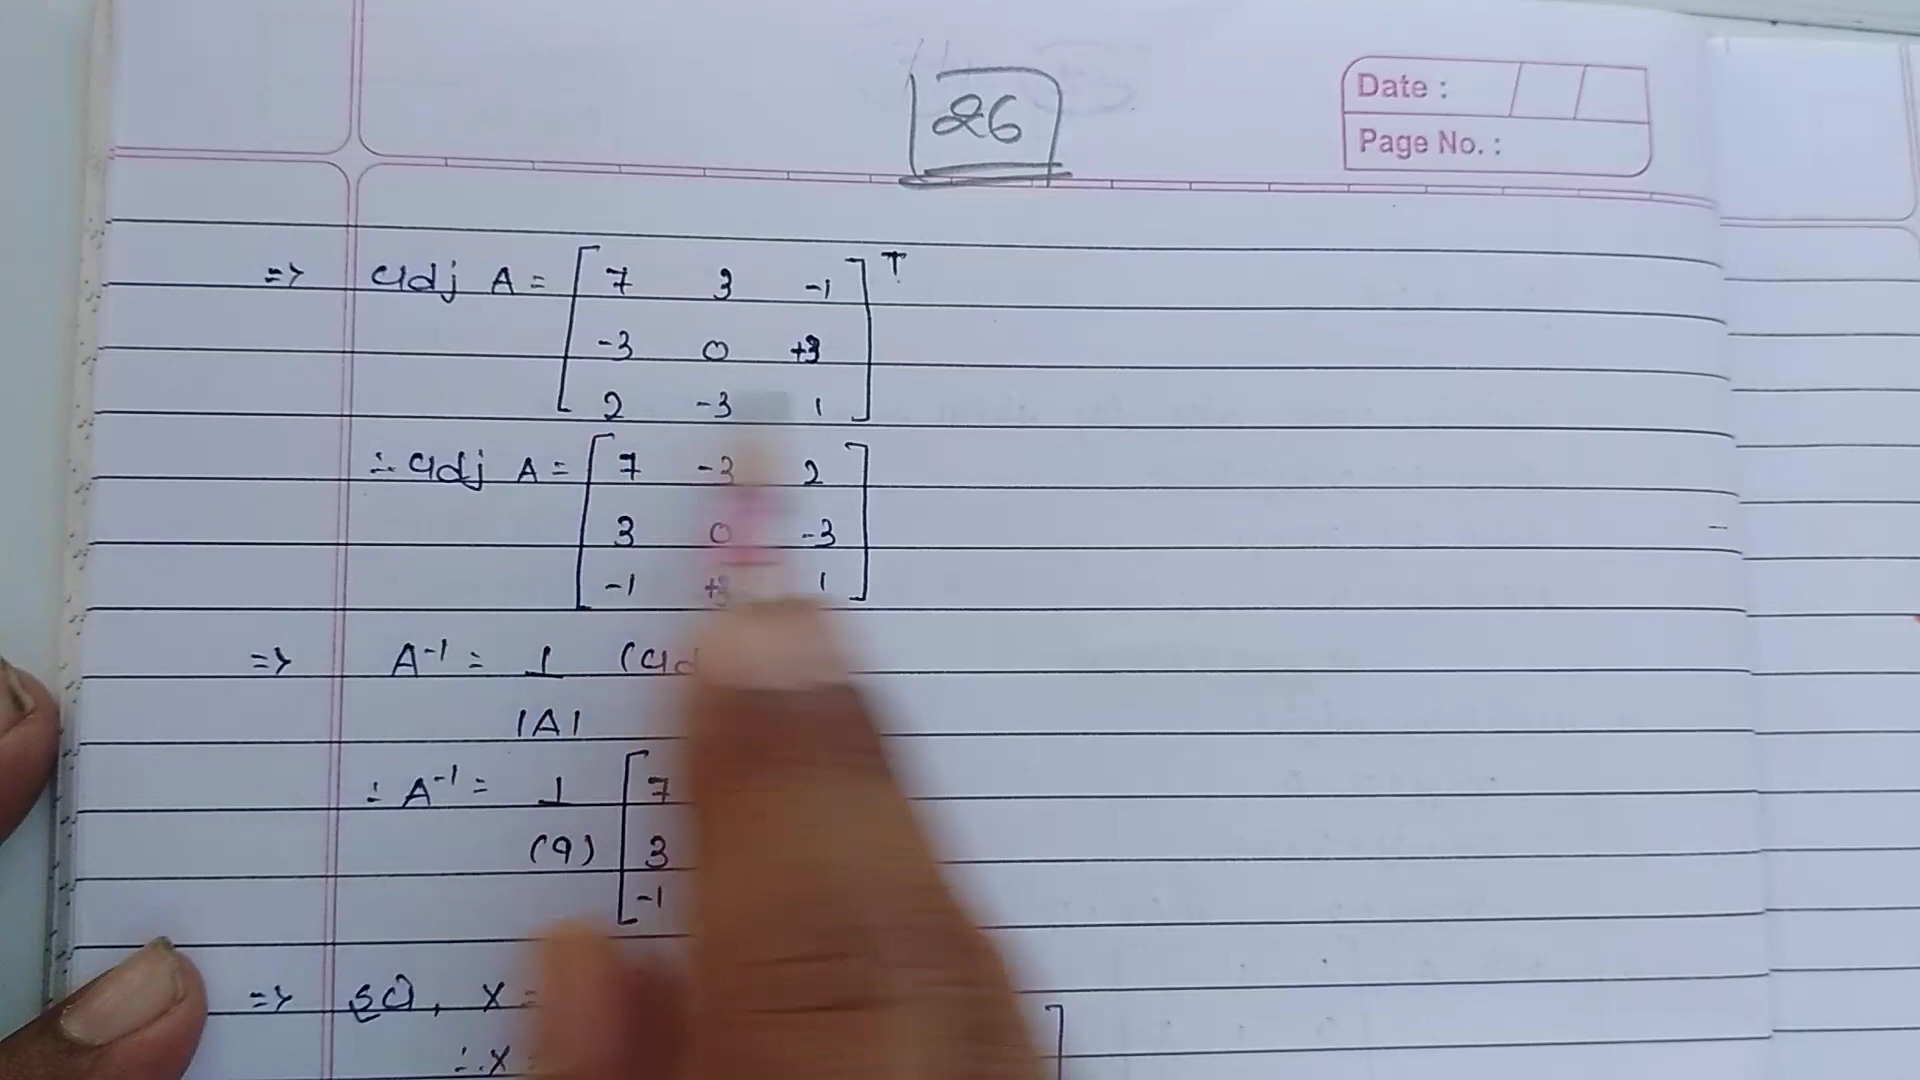 26
Date :
Page No. :
=> adj A = [ 7 3 -1 ] T
-3 0 +3
2 -3 1
∴ adj A = [ 7 -3 2 ]
3 0 -3
-1 +3 1
=> A⁻¹ = 1 (ad
|A|
∴ A⁻¹ = 1 [ 7
(9) 3
-1
=> so, X =
∴ X =